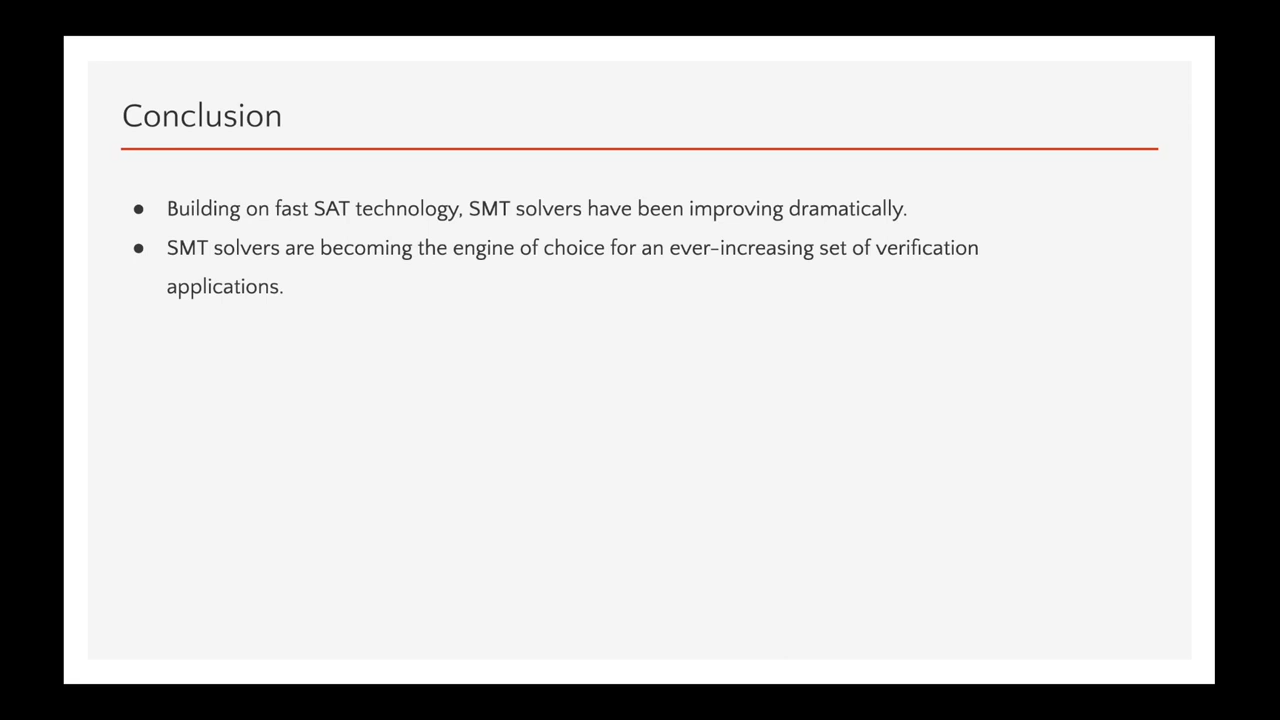 Conclusion
● Building on fast SAT technology, SMT solvers have been improving dramatically.
● SMT solvers are becoming the engine of choice for an ever-increasing set of verification
applications.